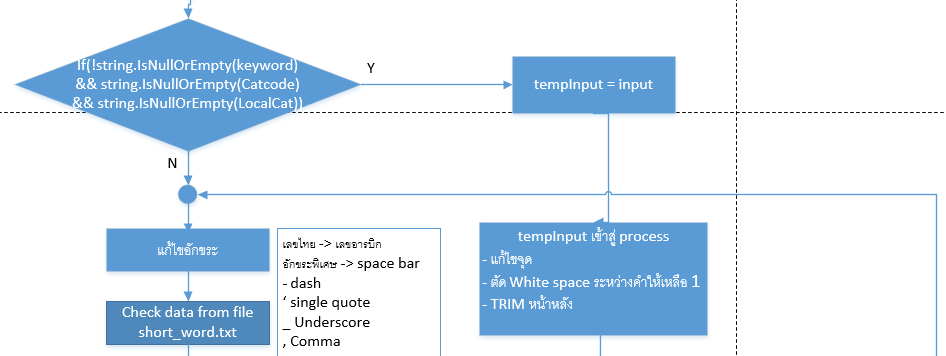 If(!string.IsNullOrEmpty(keyword)
&& string.IsNullOrEmpty(Catcode)
&& string.IsNullOrEmpty(LocalCat))
Y
tempInput = input
N
แก้ไขอักขระ
Check data from file
short_word.txt
เลขไทย -> เลขอารบิก
อักขระพิเศษ -> space bar
- dash
‘ single quote
_ Underscore
, Comma
tempInput เข้าสู่ process
- แก้ไขจุด
- ตัด White space ระหว่างคำให้เหลือ 1
- TRIM หน้าหลัง